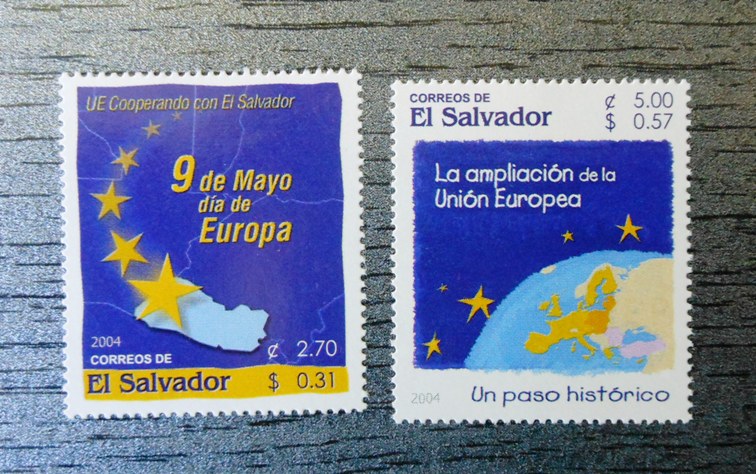 UE Cooperando con El Salvador
9 de Mayo
día de
Europa
2004
CORREOS DE
El Salvador
₡ 2.70
$ 0.31
CORREOS DE
El Salvador
₡ 5.00
$ 0.57
La ampliación de la
Unión Europea
2004
Un paso histórico